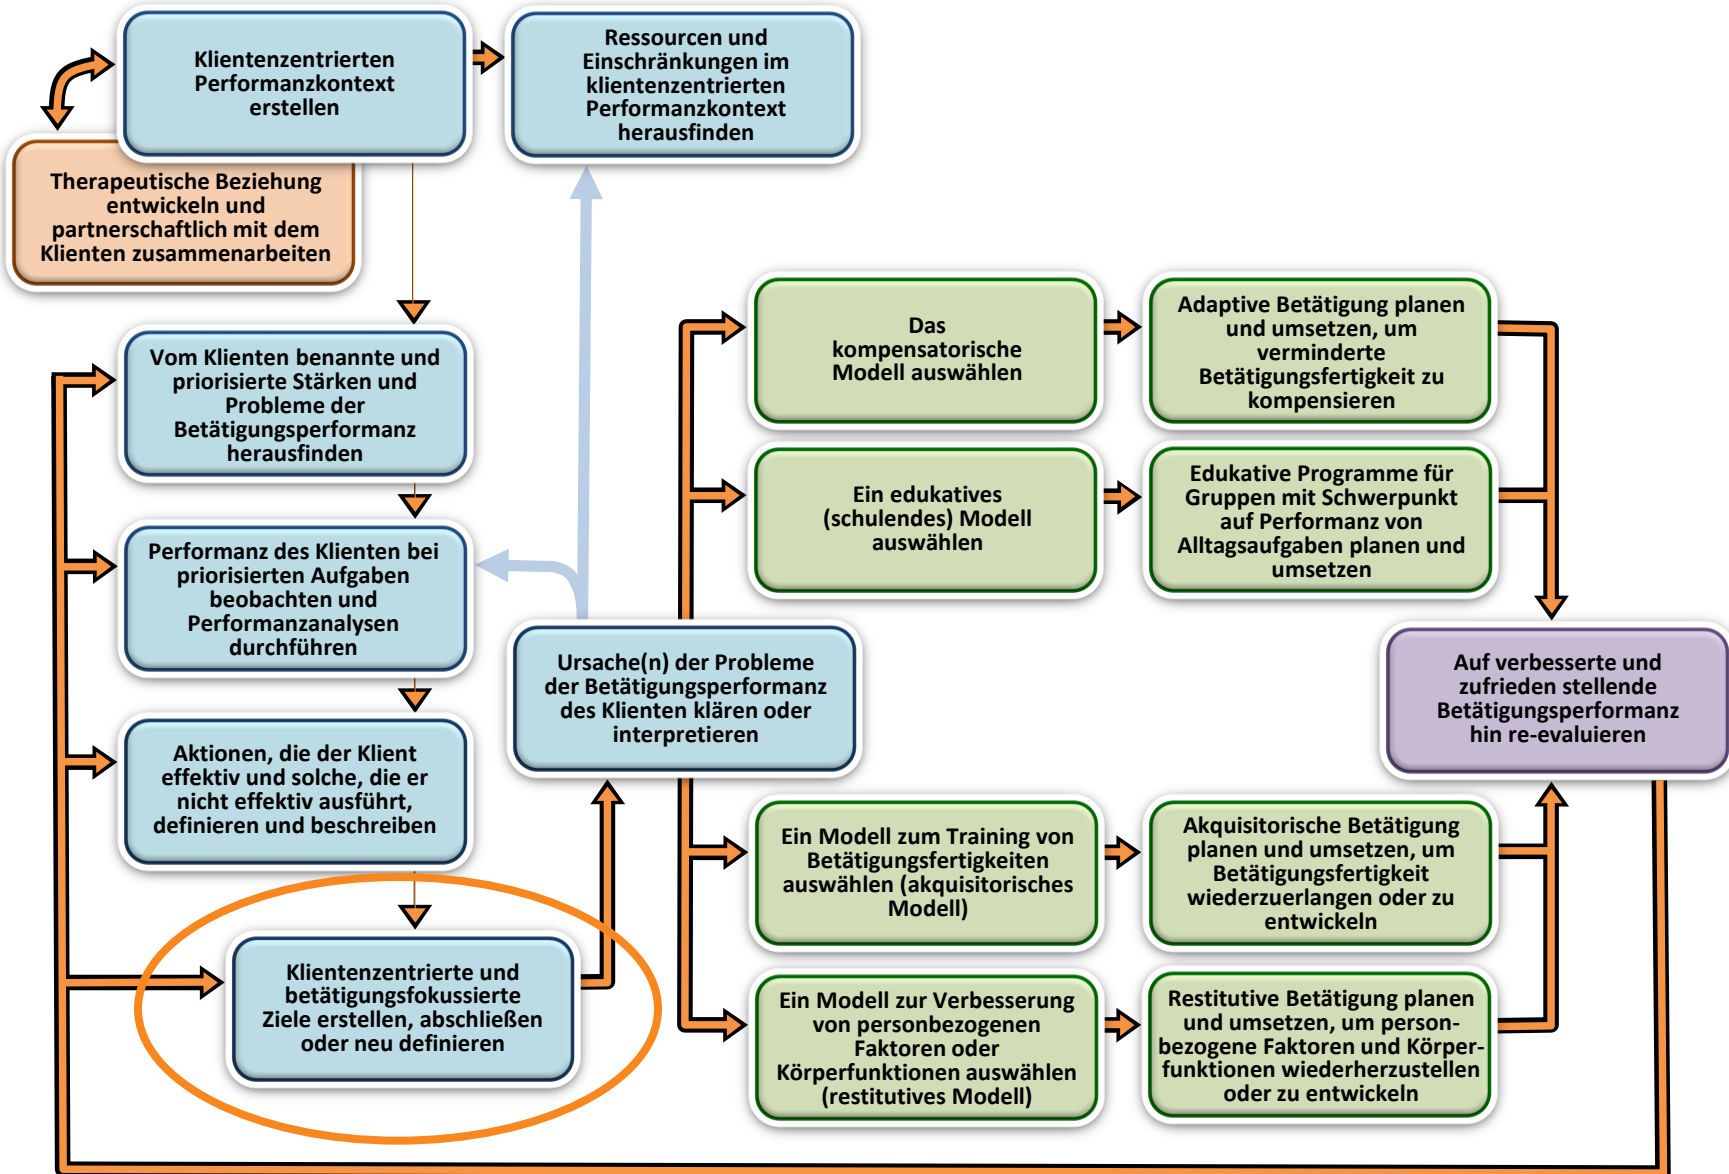 Klientenzentrierten
Performanzkontext
erstellen
Ressourcen und
Einschränkungen im
klientenzentrierten
Performanzkontext
herausfinden
Therapeutische Beziehung
entwickeln und
partnerschaftlich mit dem
Klienten zusammenarbeiten
Vom Klienten benannte und
priorisierte Stärken und
Probleme der
Betätigungsperformanz
herausfinden
Performanz des Klienten bei
priorisierten Aufgaben
beobachten und
Performanzanalysen
durchführen
Aktionen, die der Klient
effektiv und solche, die er
nicht effektiv ausführt,
definieren und beschreiben
Klientenzentrierte und
betätigungsfokussierte
Ziele erstellen, abschließen
oder neu definieren
Ursache(n) der Probleme
der Betätigungsperformanz
des Klienten klären oder
interpretieren
Das
kompensatorische
Modell auswählen
Adaptive Betätigung planen
und umsetzen, um
verminderte
Betätigungsfertigkeit zu
kompensieren
Ein edukatives
(schulendes) Modell
auswählen
Edukative Programme für
Gruppen mit Schwerpunkt
auf Performanz von
Alltagsaufgaben planen und
umsetzen
Ein Modell zum Training von
Betätigungsfertigkeiten
auswählen (akquisitorisches
Modell)
Akquisitorische Betätigung
planen und umsetzen, um
Betätigungsfertigkeit
wiederzuerlangen oder zu
entwickeln
Ein Modell zur Verbesserung
von personbezogenen
Faktoren oder
Körperfunktionen auswählen
(restitutives Modell)
Restitutive Betätigung planen
und umsetzen, um person-
bezogene Faktoren und Körper-
funktionen wiederherzustellen
oder zu entwickeln
Auf verbesserte und
zufrieden stellende
Betätigungsperformanz
hin re-evaluieren